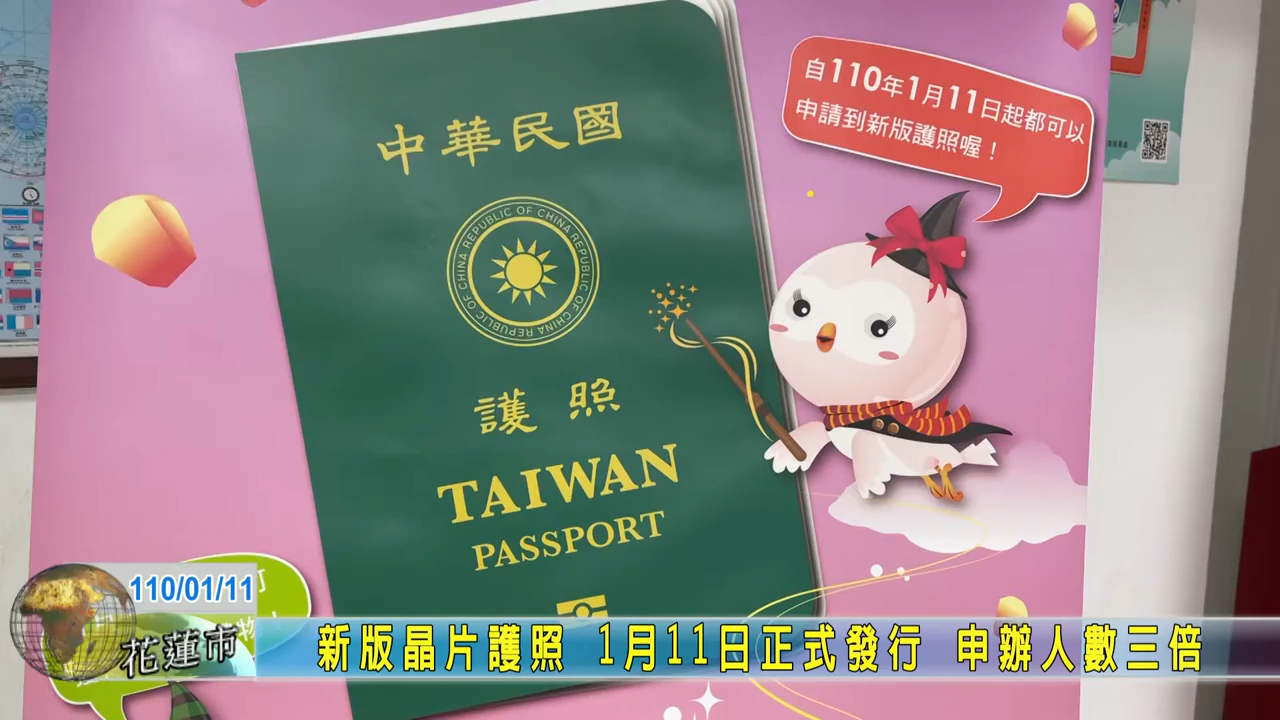 自110年1月11日起都可以
申請到新版護照喔！
中華民國
REPUBLIC OF CHINA REPUBLIC OF CHINA REPUBLIC OF CHINA
護照
TAIWAN
PASSPORT
110/01/11
花蓮市
新版晶片護照 1月11日正式發行 申辦人數三倍